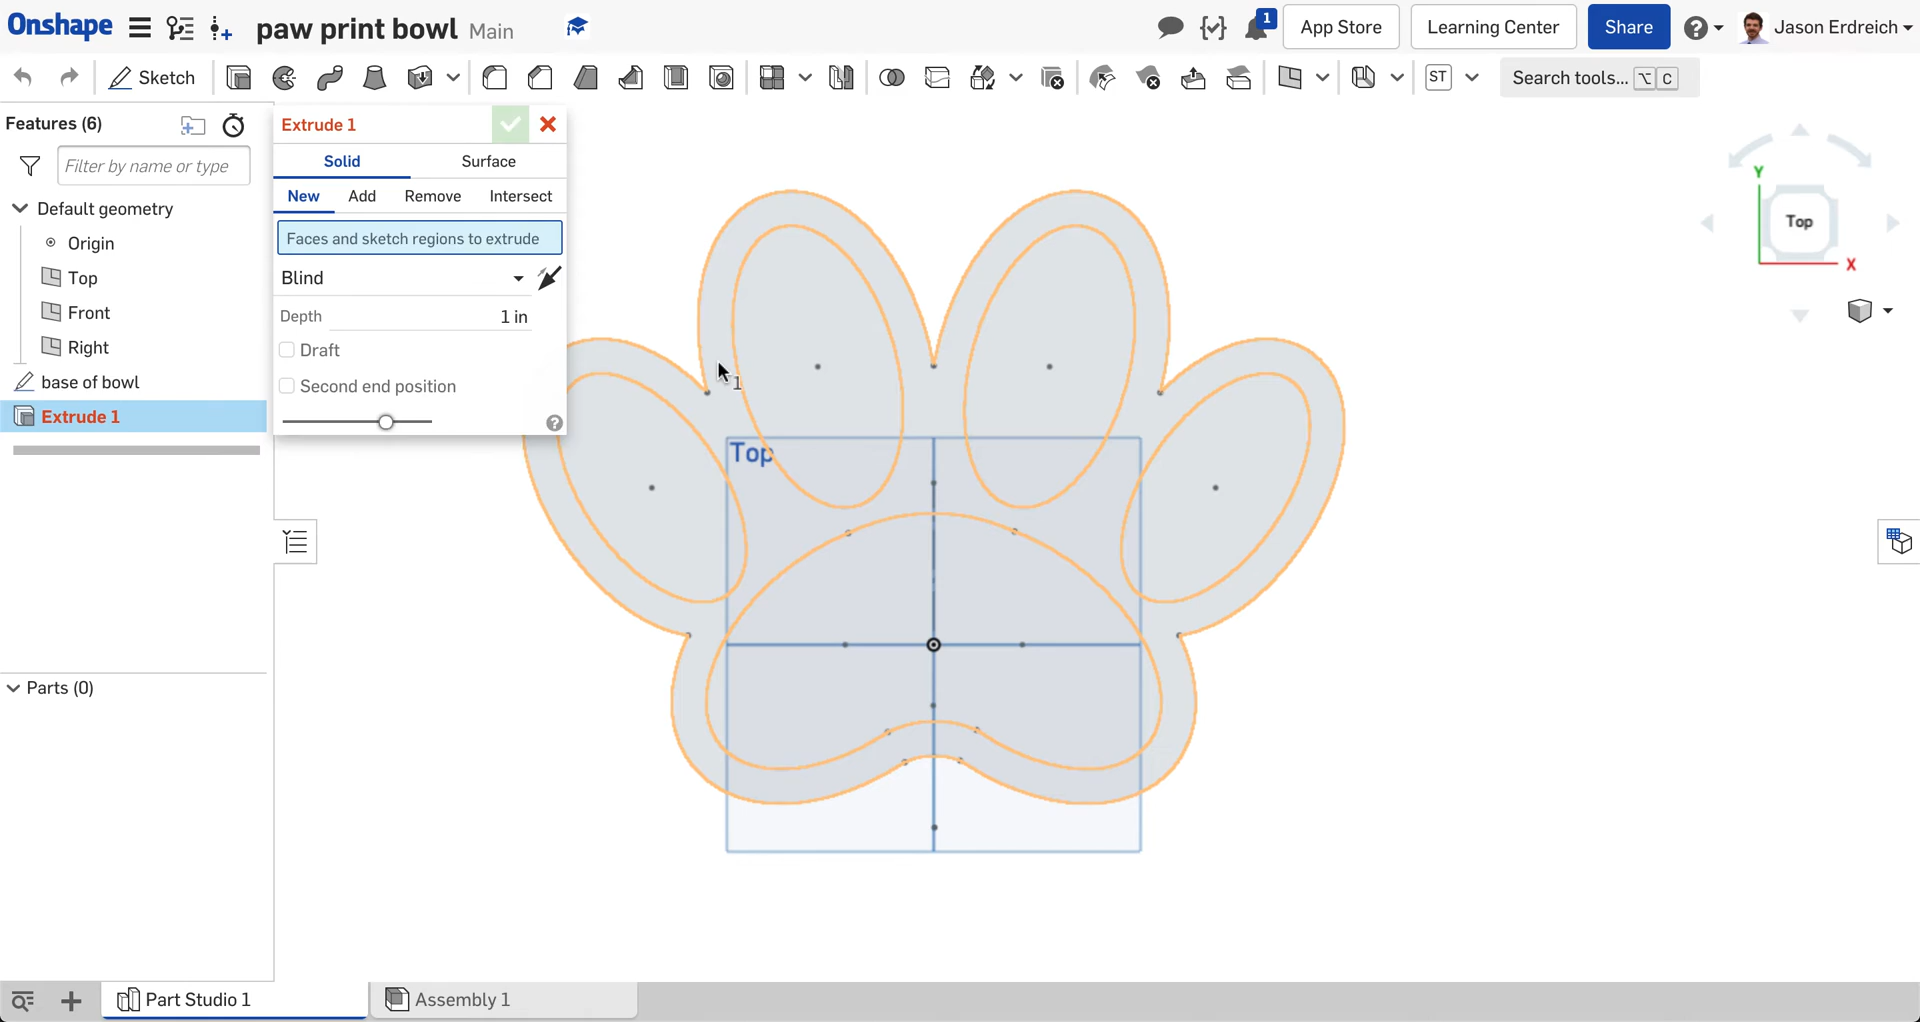 Onshape
paw print bowl Main
1
App Store
Learning Center
Share
Jason Erdreich
Sketch
ST
Search tools... ⌥ C
Features (6)
Filter by name or type
Default geometry
Origin
Top
Front
Right
base of bowl
Extrude 1
Parts (0)
Extrude 1
Solid
Surface
New
Add
Remove
Intersect
Faces and sketch regions to extrude
Blind
Depth
1 in
Draft
Second end position
1
Top
Y
Top
X
Part Studio 1
Assembly 1